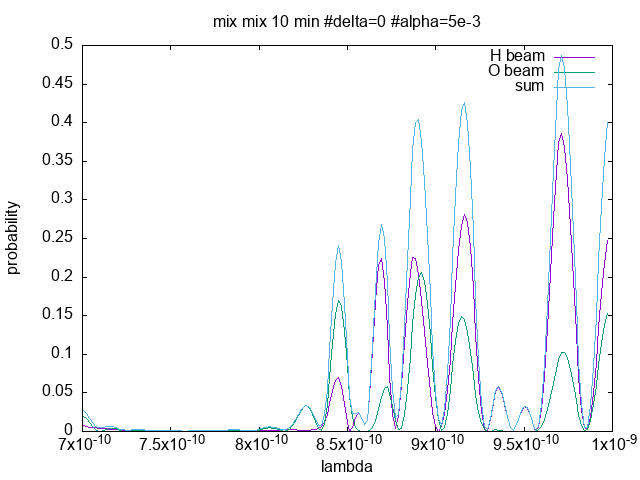 mix mix 10 min #delta=0 #alpha=5e-3
0.5
0.45
0.4
0.35
0.3
0.25
0.2
0.15
0.1
0.05
0
probability
H beam
O beam
sum
7x10⁻¹⁰ 7.5x10⁻¹⁰ 8x10⁻¹⁰ 8.5x10⁻¹⁰ 9x10⁻¹⁰ 9.5x10⁻¹⁰ 1x10⁻⁹
lambda